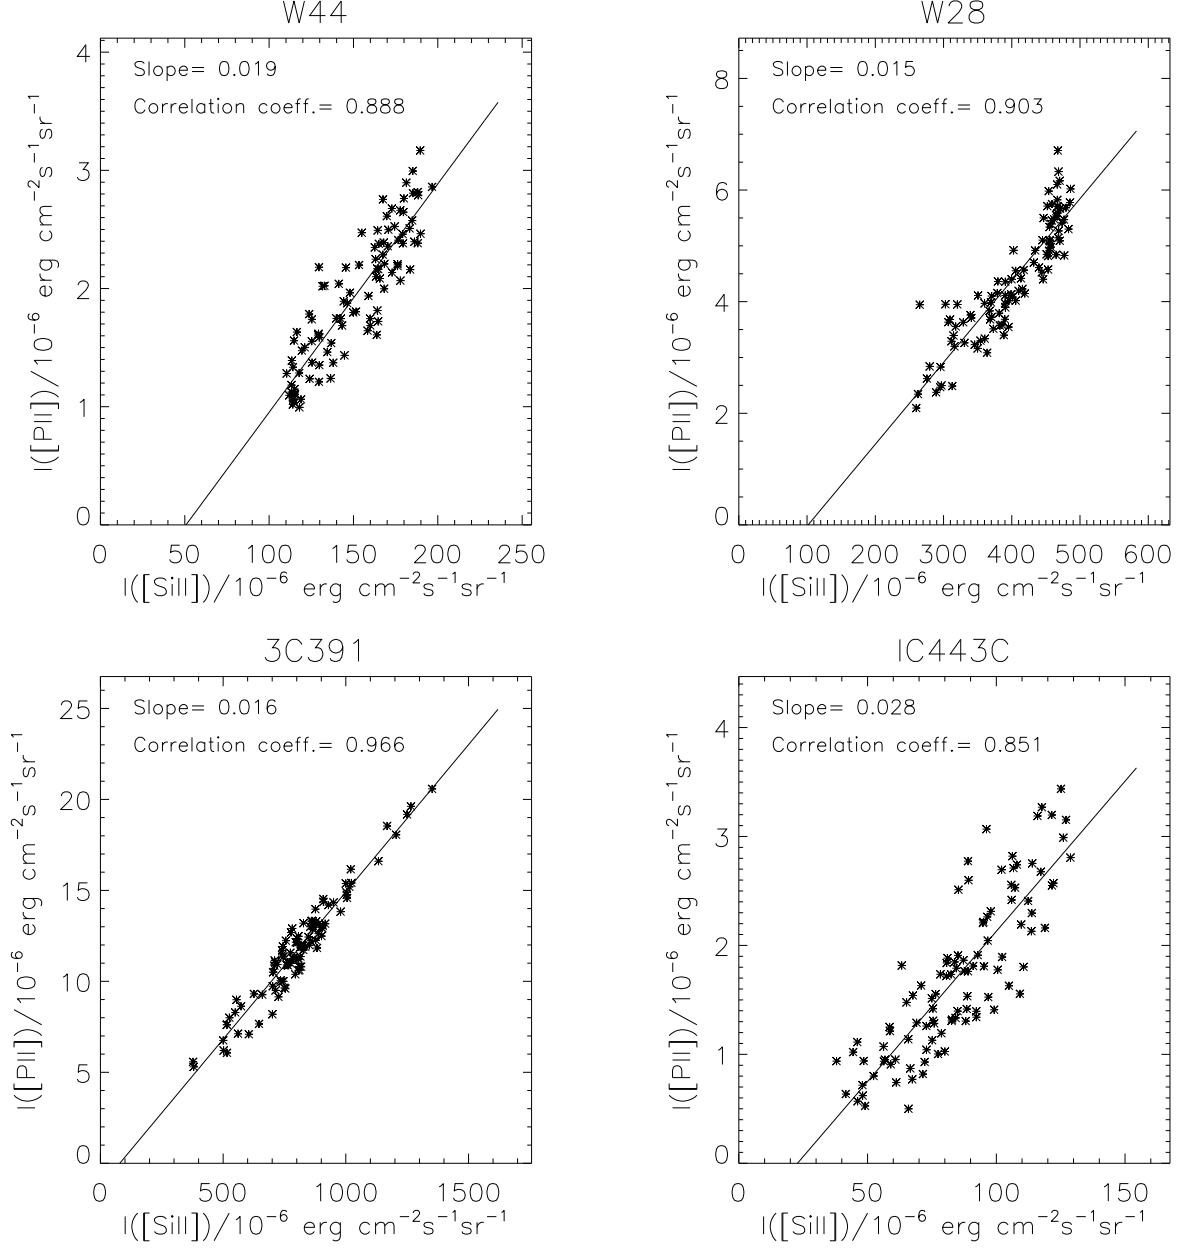 W44
Slope= 0.019
Correlation coeff.= 0.888
I([PII])/10⁻⁶ erg cm⁻²s⁻¹sr⁻¹
4
3
2
1
0
0 50 100 150 200 250
I([SiII])/10⁻⁶ erg cm⁻²s⁻¹sr⁻¹
W28
Slope= 0.015
Correlation coeff.= 0.903
I([PII])/10⁻⁶ erg cm⁻²s⁻¹sr⁻¹
8
6
4
2
0
0 100 200 300 400 500 600
I([SiII])/10⁻⁶ erg cm⁻²s⁻¹sr⁻¹
3C391
Slope= 0.016
Correlation coeff.= 0.966
I([PII])/10⁻⁶ erg cm⁻²s⁻¹sr⁻¹
25
20
15
10
5
0
0 500 1000 1500
I([SiII])/10⁻⁶ erg cm⁻²s⁻¹sr⁻¹
IC443C
Slope= 0.028
Correlation coeff.= 0.851
I([PII])/10⁻⁶ erg cm⁻²s⁻¹sr⁻¹
4
3
2
1
0
0 50 100 150
I([SiII])/10⁻⁶ erg cm⁻²s⁻¹sr⁻¹